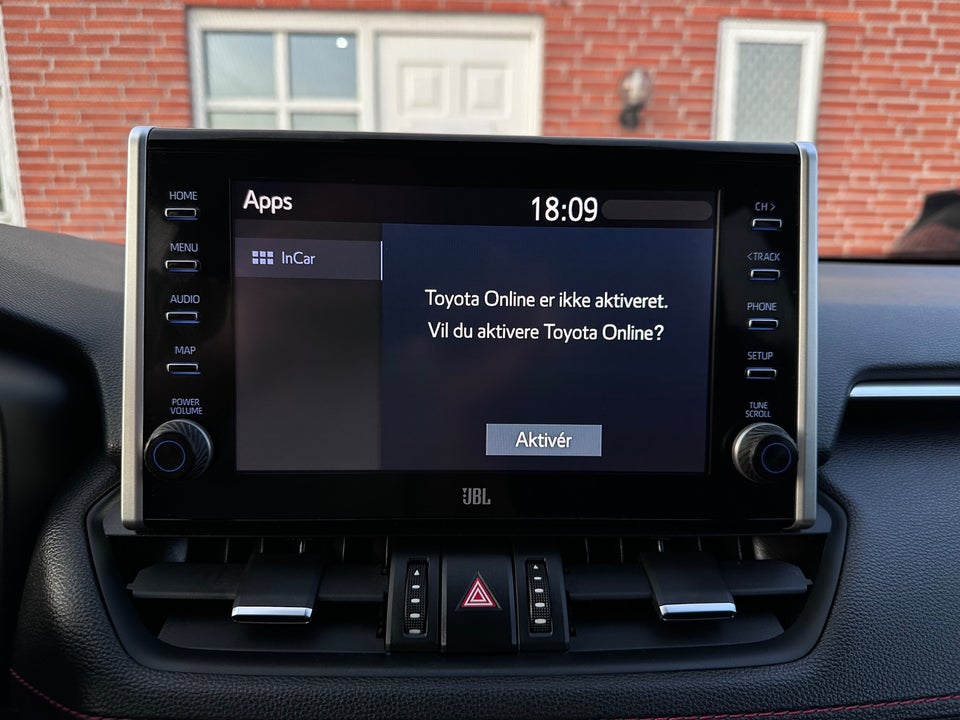 HOME
MENU
AUDIO
MAP
POWER
VOLUME
Apps
18:09
InCar
Toyota Online er ikke aktiveret.
Vil du aktivere Toyota Online?
Aktivér
CH >
< TRACK
PHONE
SETUP
TUNE
SCROLL
JBL